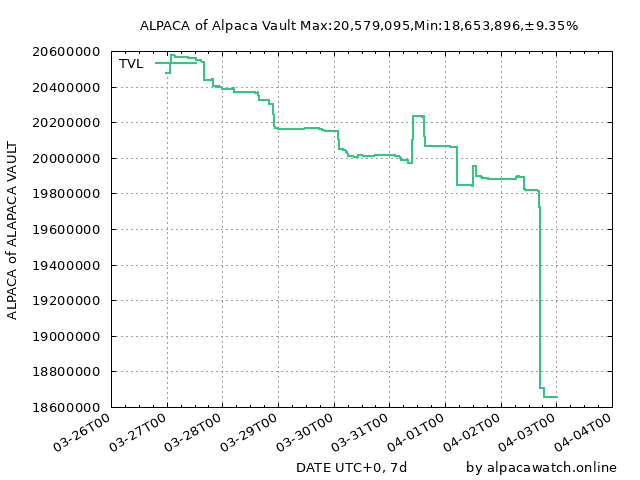 ALPACA of Alpaca Vault Max:20,579,095,Min:18,653,896,±9.35%
TVL
20600000
20400000
20200000
20000000
19800000
19600000
19400000
19200000
19000000
18800000
18600000
ALPACA of ALAPACA VAULT
03-26T00
03-27T00
03-28T00
03-29T00
03-30T00
03-31T00
04-01T00
04-02T00
04-03T00
04-04T00
DATE UTC+0, 7d
by alpacawatch.online